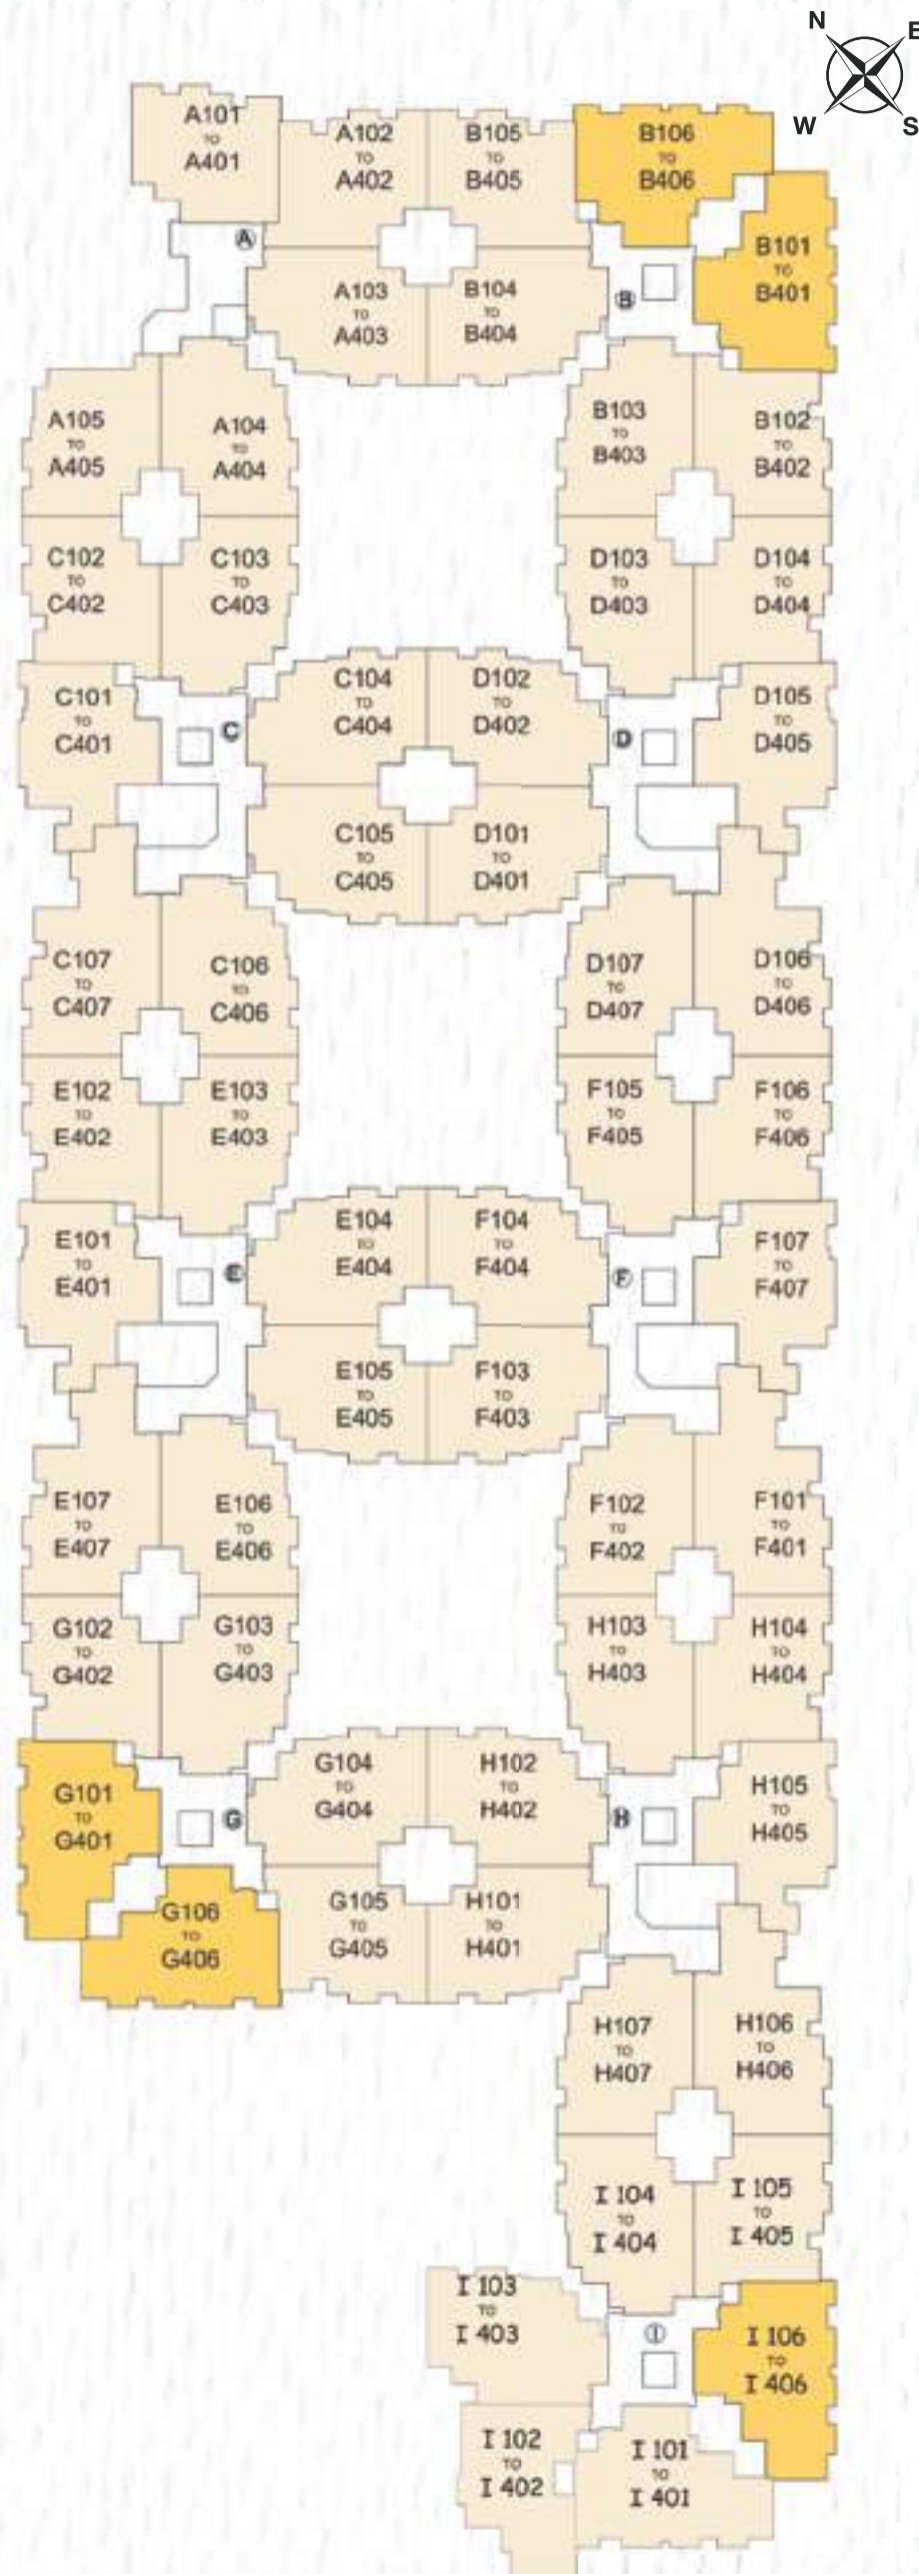 N
E
W
S
A101
TO
A401
A102
TO
A402
B105
TO
B405
B106
TO
B406
B101
TO
B401
A
A103
TO
A403
B104
TO
B404
B
A105
TO
A405
A104
TO
A404
B103
TO
B403
B102
TO
B402
C102
TO
C402
C103
TO
C403
D103
TO
D403
D104
TO
D404
C101
TO
C401
C
C104
TO
C404
D102
TO
D402
D
D105
TO
D405
C105
TO
C405
D101
TO
D401
C107
TO
C407
C106
TO
C406
D107
TO
D407
D106
TO
D406
E102
TO
E402
E103
TO
E403
F105
TO
F405
F106
TO
F406
E101
TO
E401
E
E104
TO
E404
F104
TO
F404
F
F107
TO
F407
E105
TO
E405
F103
TO
F403
E107
TO
E407
E106
TO
E406
F102
TO
F402
F101
TO
F401
G102
TO
G402
G103
TO
G403
H103
TO
H403
H104
TO
H404
G101
TO
G401
G
G104
TO
G404
H102
TO
H402
H
H105
TO
H405
G106
TO
G406
G105
TO
G405
H101
TO
H401
H107
TO
H407
H106
TO
H406
I 104
TO
I 404
I 105
TO
I 405
I 103
TO
I 403
I
I 106
TO
I 406
I 102
TO
I 402
I 101
TO
I 401